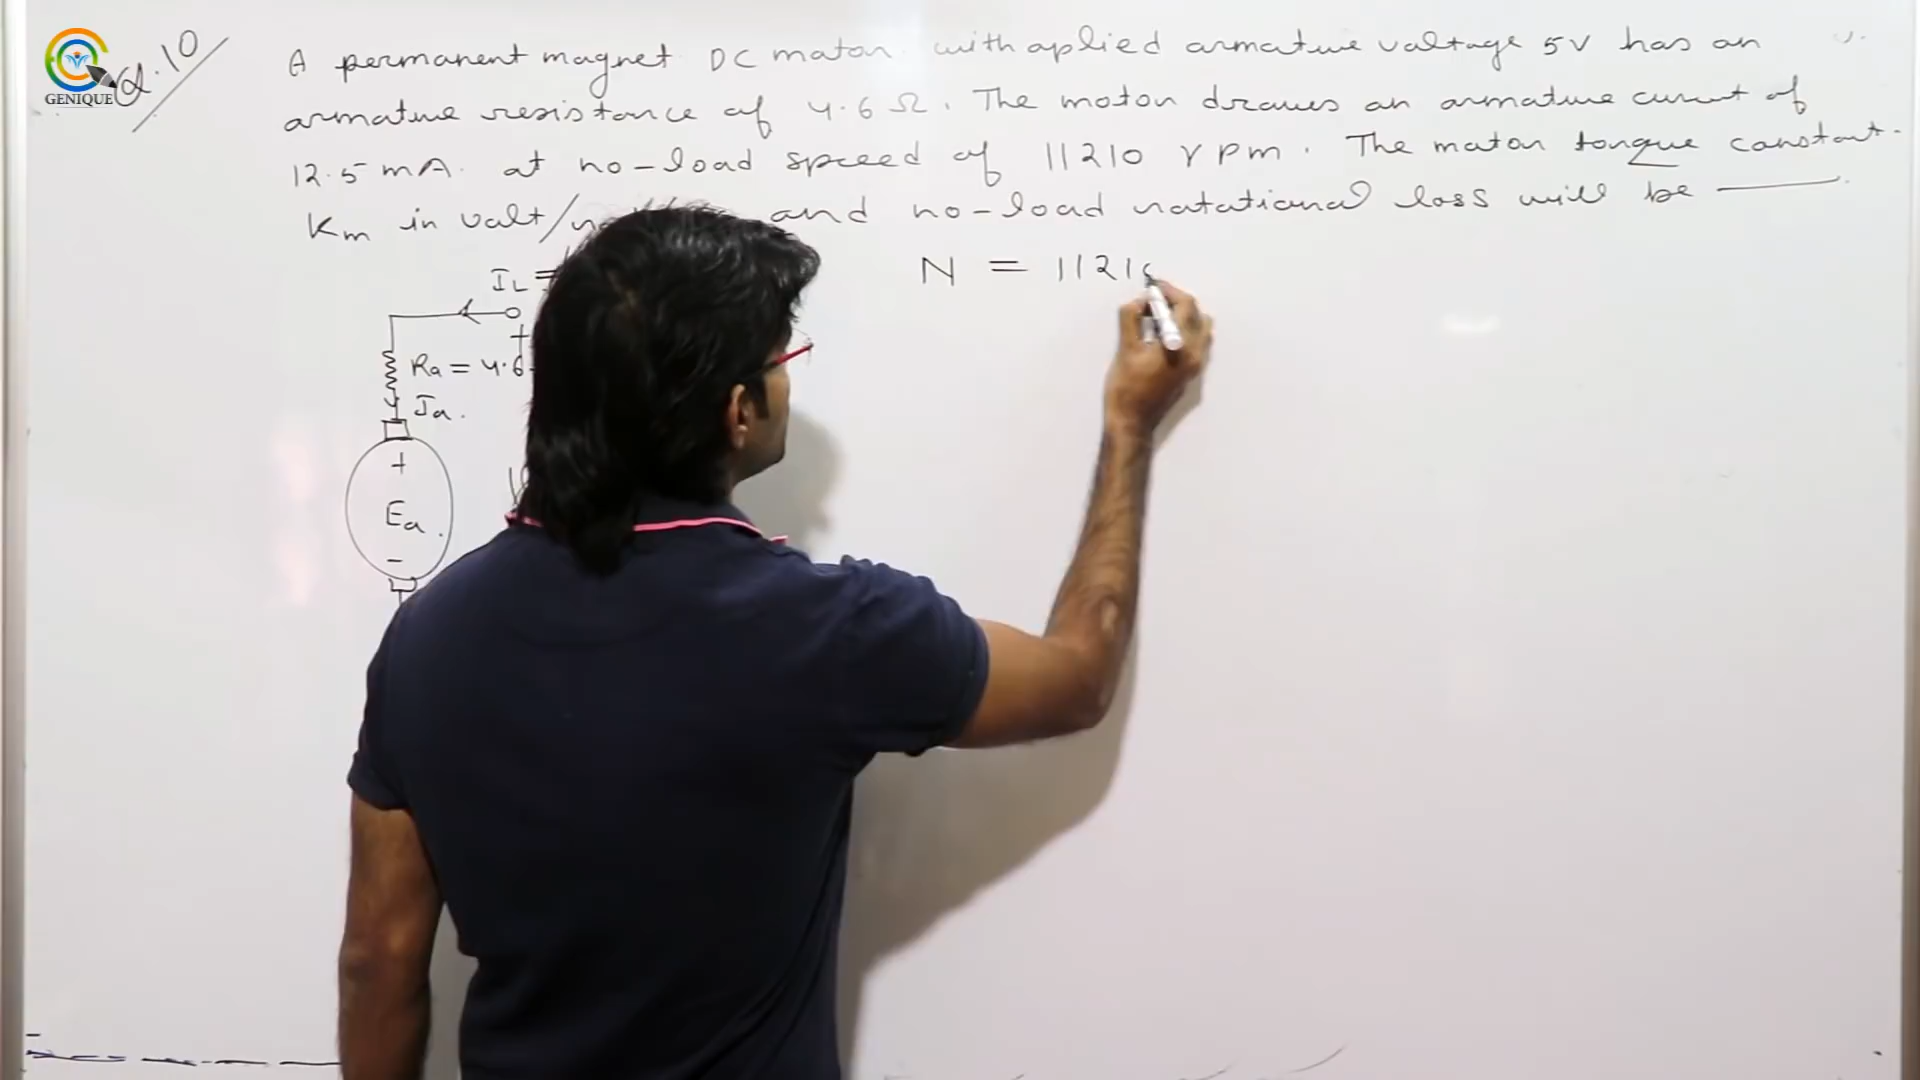 GENIQUE
Q.10
A permanent magnet DC motor with aplied armature voltage 5V has an
armature resistance of 4.6 Ω. The motor draws an armature current of
12.5 mA. at no-load speed of 11210 rpm. The motor torque constant
Km in volt/ and no-load rotational loss will be
IL =
N = 1121
+
Ra = 4.6
Ia.
+
Ea.
-